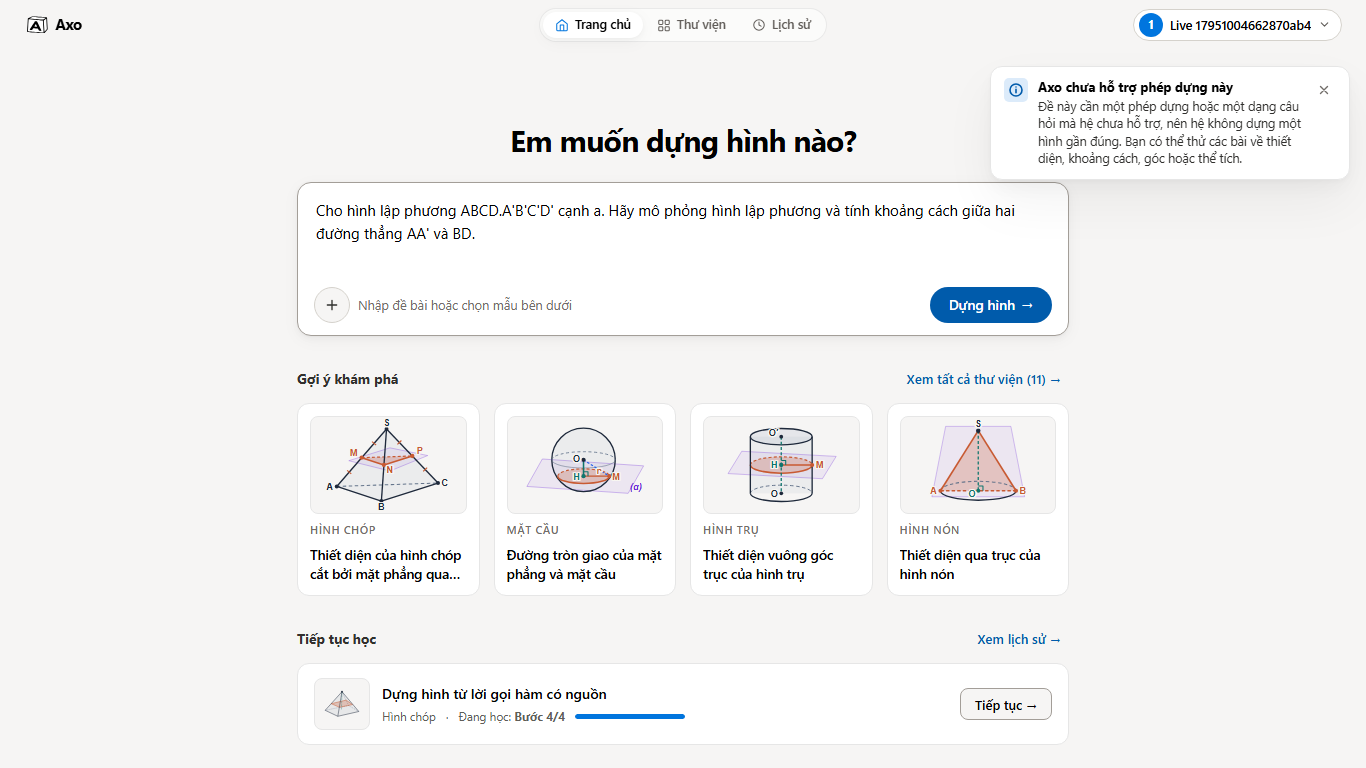 Axo
Trang chủ
Thư viện
Lịch sử
1
Live 17951004662870ab4
Axo chưa hỗ trợ phép dựng này
Đề này cần một phép dựng hoặc một dạng câu
hỏi mà hệ chưa hỗ trợ, nên hệ không dựng một
hình gần đúng. Bạn có thể thử các bài về thiết
diện, khoảng cách, góc hoặc thể tích.
Em muốn dựng hình nào?
Cho hình lập phương ABCD.A'B'C'D' cạnh a. Hãy mô phỏng hình lập phương và tính khoảng cách giữa hai
đường thẳng AA' và BD.
Nhập đề bài hoặc chọn mẫu bên dưới
Dựng hình →
Gợi ý khám phá
Xem tất cả thư viện (11) →
S
M
P
N
A
C
B
HÌNH CHÓP
Thiết diện của hình chóp
cắt bởi mặt phẳng qua...
O
r
H
M
(α)
MẶT CẦU
Đường tròn giao của mặt
phẳng và mặt cầu
O'
H
M
O
HÌNH TRỤ
Thiết diện vuông góc
trục của hình trụ
S
A
O
B
HÌNH NÓN
Thiết diện qua trục của
hình nón
Tiếp tục học
Xem lịch sử →
Dựng hình từ lời gọi hàm có nguồn
Hình chóp · Đang học: Bước 4/4
Tiếp tục →